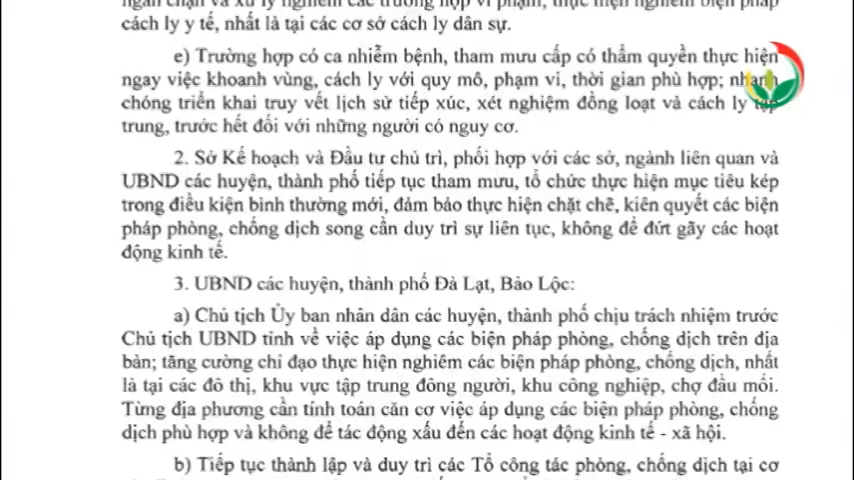 ngăn chặn và xử lý nghiêm các trường hợp vi phạm, thực hiện nghiêm biện pháp
cách ly y tế, nhất là tại các cơ sở cách ly dân sự.
e) Trường hợp có ca nhiễm bệnh, tham mưu cấp có thẩm quyền thực hiện
ngay việc khoanh vùng, cách ly với quy mô, phạm vi, thời gian phù hợp; nhanh
chóng triển khai truy vết lịch sử tiếp xúc, xét nghiệm đồng loạt và cách ly tập
trung, trước hết đối với những người có nguy cơ.
2. Sở Kế hoạch và Đầu tư chủ trì, phối hợp với các sở, ngành liên quan và
UBND các huyện, thành phố tiếp tục tham mưu, tổ chức thực hiện mục tiêu kép
trong điều kiện bình thường mới, đảm bảo thực hiện chặt chẽ, kiên quyết các biện
pháp phòng, chống dịch song cần duy trì sự liên tục, không để đứt gãy các hoạt
động kinh tế.
3. UBND các huyện, thành phố Đà Lạt, Bảo Lộc:
a) Chủ tịch Ủy ban nhân dân các huyện, thành phố chịu trách nhiệm trước
Chủ tịch UBND tỉnh về việc áp dụng các biện pháp phòng, chống dịch trên địa
bàn; tăng cường chỉ đạo thực hiện nghiêm các biện pháp phòng, chống dịch, nhất
là tại các đô thị, khu vực tập trung đông người, khu công nghiệp, chợ đầu mối.
Từng địa phương cần tính toán căn cơ việc áp dụng các biện pháp phòng, chống
dịch phù hợp và không để tác động xấu đến các hoạt động kinh tế - xã hội.
b) Tiếp tục thành lập và duy trì các Tổ công tác phòng, chống dịch tại cơ